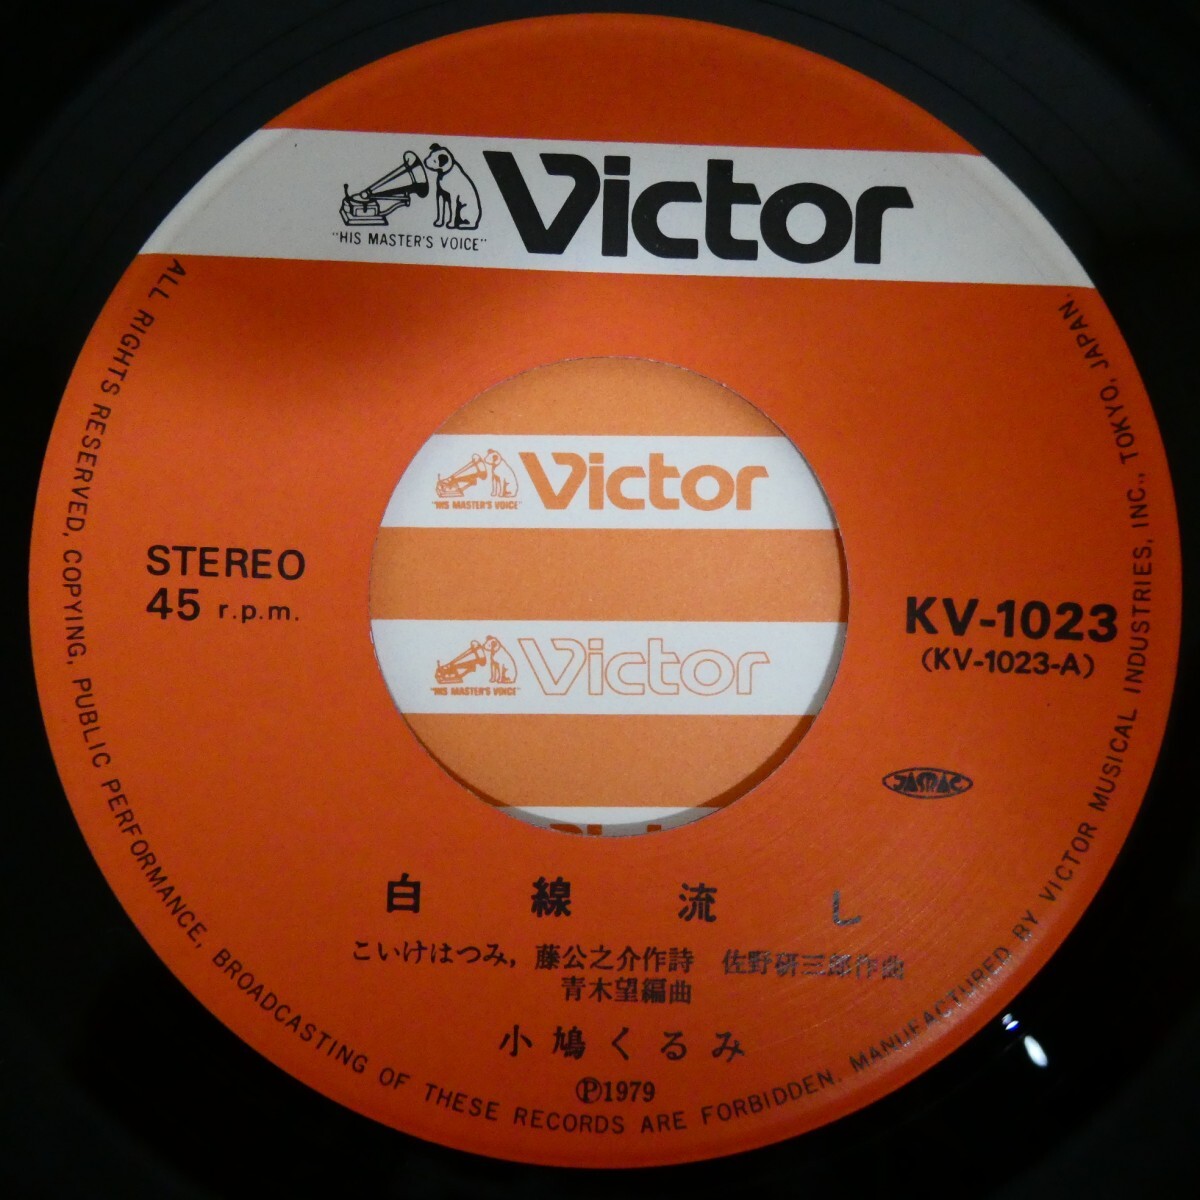 "HIS MASTER'S VOICE"
Victor
ALL RIGHTS RESERVED, COPYING, PUBLIC PERFORMANCE, BROADCASTING OF THESE RECORDS ARE FORBIDDEN. MANUFACTURED BY VICTOR MUSICAL INDUSTRIES, INC., TOKYO, JAPAN.
"HIS MASTER'S VOICE"
Victor
STEREO
45 r.p.m.
KV-1023
(KV-1023-A)
"HIS MASTER'S VOICE"
Victor
JASRAC
白線流し
こいけはつみ, 藤公之介作詩 佐野研三郎作曲
青木望編曲
小鳩くるみ
Ⓟ1979